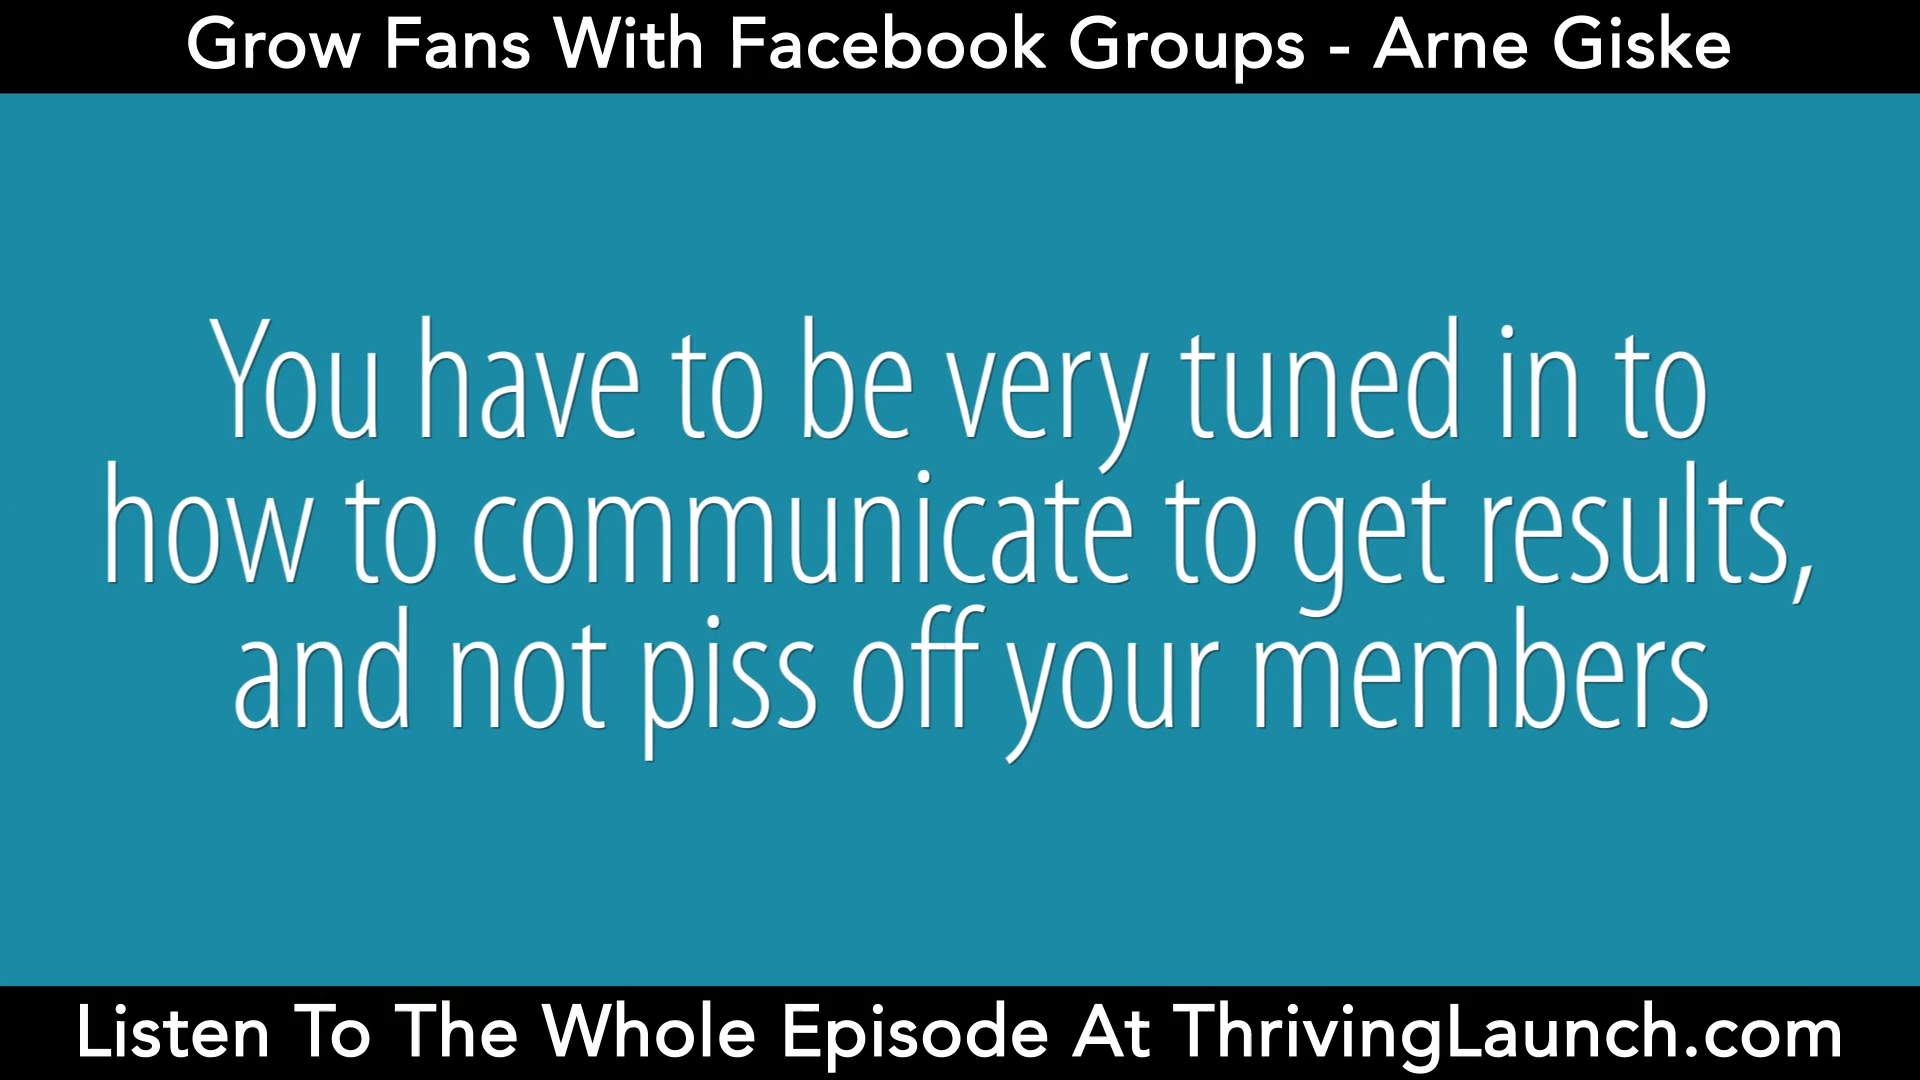 Grow Fans With Facebook Groups - Arne Giske
You have to be very tuned in to
how to communicate to get results,
and not piss off your members
Listen To The Whole Episode At ThrivingLaunch.com